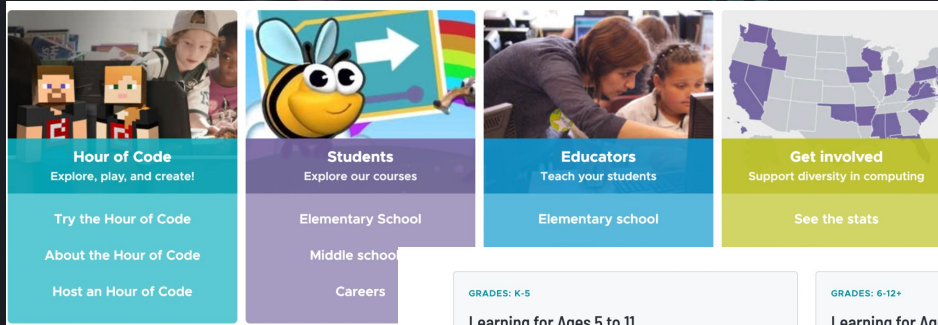 Hour of Code
Explore, play, and create!
Try the Hour of Code
About the Hour of Code
Host an Hour of Code
Students
Explore our courses
Elementary School
Middle school
Careers
Educators
Teach your students
Elementary school
Get involved
Support diversity in computing
See the stats
GRADES: K-5
Learning for Ages 5 to 11
GRADES: 6-12+
Learning for Ag